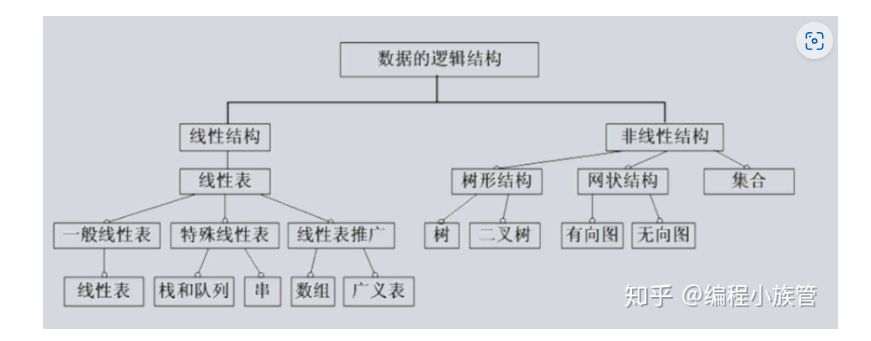 数据的逻辑结构
线性结构
非线性结构
线性表
树形结构
网状结构
集合
一般线性表
特殊线性表
线性表推广
树
二叉树
有向图
无向图
线性表
栈和队列
串
数组
广义表
知乎 @编程小族管